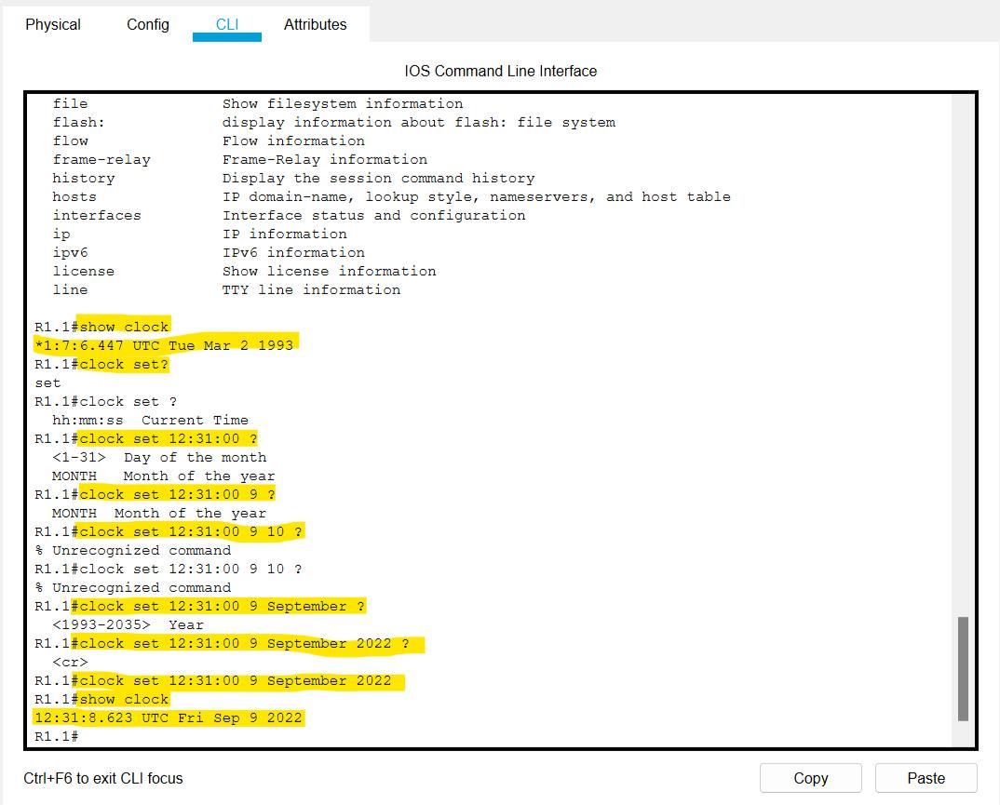 Physical Config CLI Attributes
IOS Command Line Interface
file Show filesystem information
flash: display information about flash: file system
flow Flow information
frame-relay Frame-Relay information
history Display the session command history
hosts IP domain-name, lookup style, nameservers, and host table
interfaces Interface status and configuration
ip IP information
ipv6 IPv6 information
license Show license information
line TTY line information
R1.1#show clock
*1:7:6.447 UTC Tue Mar 2 1993
R1.1#clock set?
set
R1.1#clock set ?
hh:mm:ss Current Time
R1.1#clock set 12:31:00 ?
<1-31> Day of the month
MONTH Month of the year
R1.1#clock set 12:31:00 9 ?
MONTH Month of the year
R1.1#clock set 12:31:00 9 10 ?
% Unrecognized command
R1.1#clock set 12:31:00 9 10 ?
% Unrecognized command
R1.1#clock set 12:31:00 9 September ?
<1993-2035> Year
R1.1#clock set 12:31:00 9 September 2022 ?
<cr>
R1.1#clock set 12:31:00 9 September 2022
R1.1#show clock
12:31:8.623 UTC Fri Sep 9 2022
R1.1#
Ctrl+F6 to exit CLI focus
Copy Paste